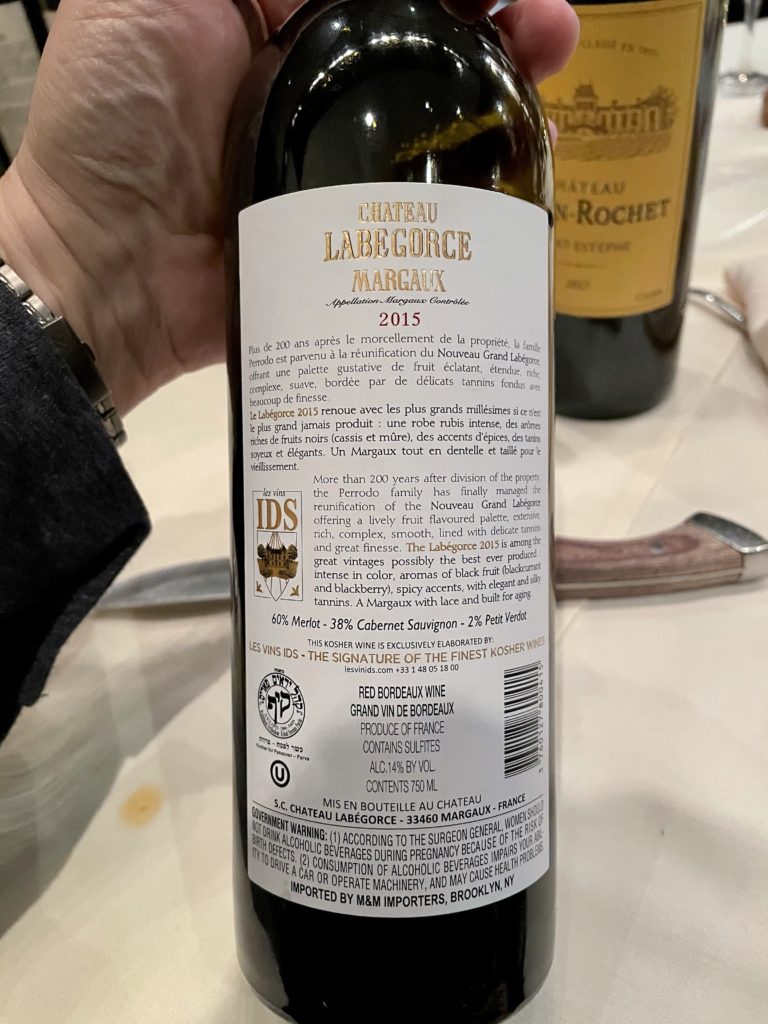 CHATEAU
LABEGORCE
MARGAUX
Appellation Margaux Contrôlée
2015
Plus de 200 ans après le morcellement de la propriété, la famille
Perrodo est parvenu à la réunification du Nouveau Grand Labégorce,
offrant une palette gustative de fruit éclatant, étendue, riche,
complexe, suave, bordée par de délicats tannins fondus avec
beaucoup de finesse.
Le Labégorce 2015 renoue avec les plus grands millésimes si ce n'est
le plus grand jamais produit : une robe rubis intense, des arômes
riches de fruits noirs (cassis et mûre), des accents d'épices, des tanins
soyeux et élégants. Un Margaux tout en dentelle et taillé pour le
vieillissement.
More than 200 years after division of the property,
the Perrodo family has finally managed the
reunification of the Nouveau Grand Labégorce
offering a lively fruit flavoured palette, extensive,
rich, complex, smooth, lined with delicate tannins
and great finesse. The Labégorce 2015 is among the
great vintages possibly the best ever produced :
intense in color, aromas of black fruit (blackcurrant
and blackberry), spicy accents, with elegant and silky
tannins. A Margaux with lace and built for aging.
les vins
IDS
60% Merlot - 38% Cabernet Sauvignon - 2% Petit Verdot
THIS KOSHER WINE IS EXCLUSIVELY ELABORATED BY:
LES VINS IDS - THE SIGNATURE OF THE FINEST KOSHER WINES
lesvinids.com +33 1 48 05 18 00
כשר לפסח - פרווה
Kosher for Passover - Parve
U
RED BORDEAUX WINE
GRAND VIN DE BORDEAUX
PRODUCE OF FRANCE
CONTAINS SULFITES
ALC.14% BY VOL.
CONTENTS 750 ML
3 760127 800415
MIS EN BOUTEILLE AU CHATEAU
S.C. CHATEAU LABÉGORCE - 33460 MARGAUX - FRANCE
GOVERNMENT WARNING: (1) ACCORDING TO THE SURGEON GENERAL, WOMEN SHOULD
NOT DRINK ALCOHOLIC BEVERAGES DURING PREGNANCY BECAUSE OF THE RISK OF
BIRTH DEFECTS. (2) CONSUMPTION OF ALCOHOLIC BEVERAGES IMPAIRS YOUR ABIL-
ITY TO DRIVE A CAR OR OPERATE MACHINERY, AND MAY CAUSE HEALTH PROBLEMS.
IMPORTED BY M&M IMPORTERS, BROOKLYN, NY
CLASSÉ EN 1855
HÂTEAU
N-ROCHET